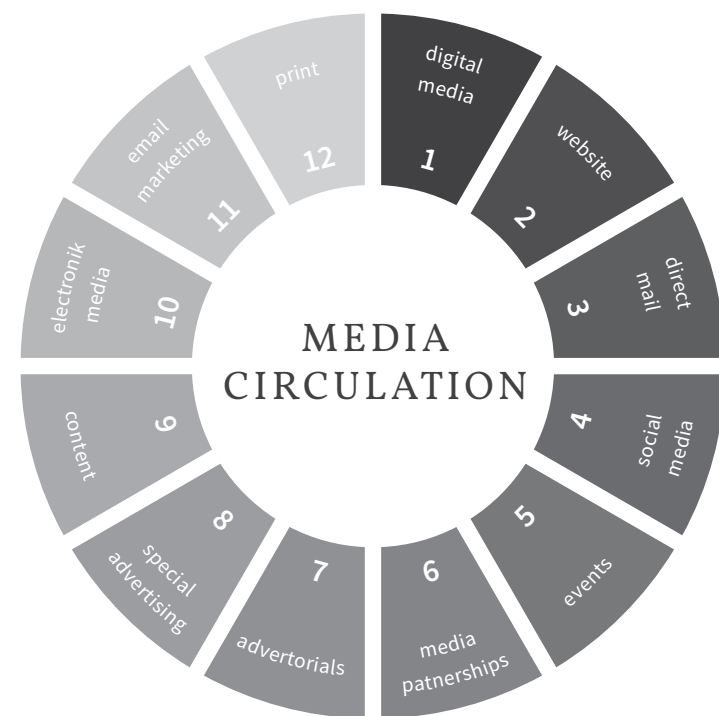 MEDIA
CIRCULATION
digital
media
1
website
2
direct
mail
3
social
media
4
events
5
6
media
patnerships
7
advertorials
8
special
advertising
9
content
10
electronik
media
11
email
marketing
12
print